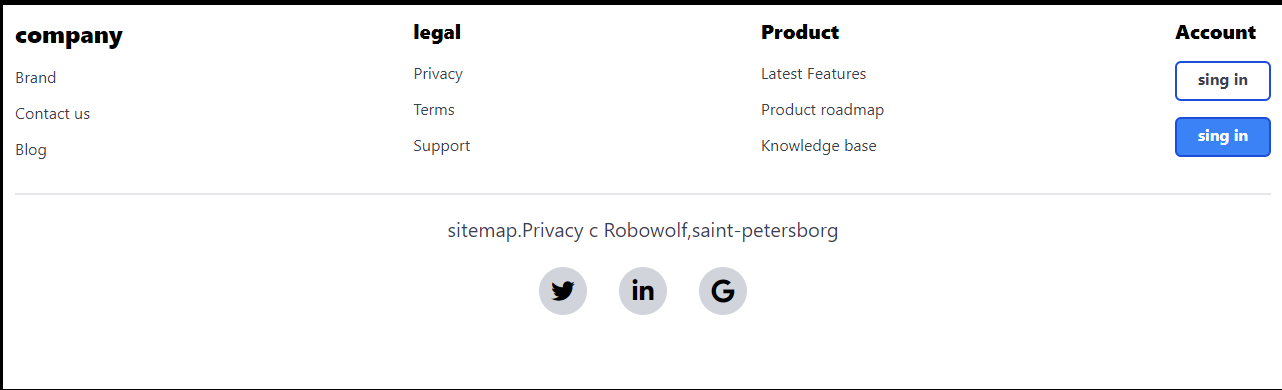 company
Brand
Contact us
Blog
legal
Privacy
Terms
Support
Product
Latest Features
Product roadmap
Knowledge base
Account
sing in
sing in
sitemap.Privacy c Robowolf,saint-petersborg
in
G